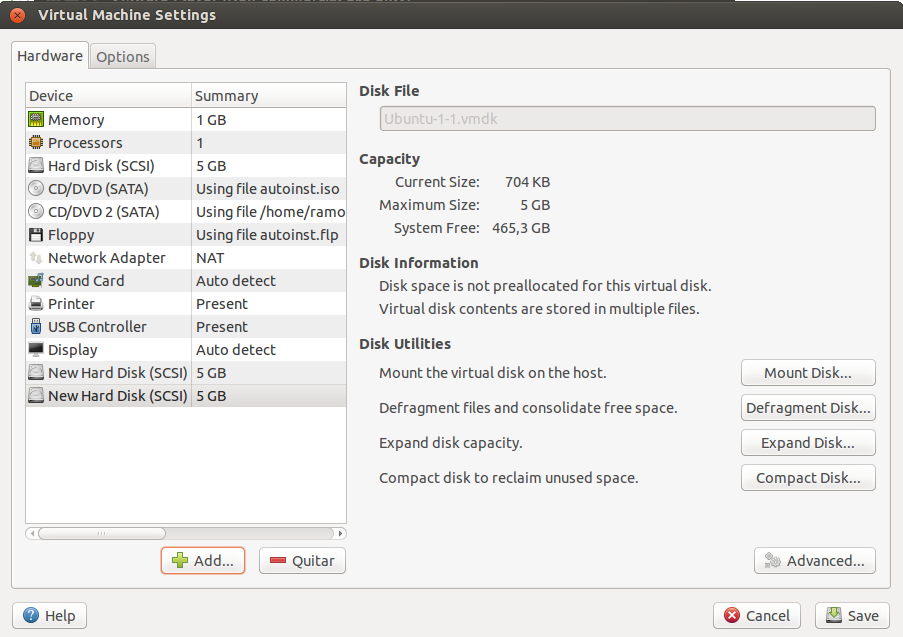 Virtual Machine Settings
Hardware Options
Device Summary
Memory 1 GB
Processors 1
Hard Disk (SCSI) 5 GB
CD/DVD (SATA) Using file autoinst.iso
CD/DVD 2 (SATA) Using file /home/ramo
Floppy Using file autoinst.flp
Network Adapter NAT
Sound Card Auto detect
Printer Present
USB Controller Present
Display Auto detect
New Hard Disk (SCSI) 5 GB
New Hard Disk (SCSI) 5 GB
Add... Quitar
Disk File
Ubuntu-1-1.vmdk
Capacity
Current Size: 704 KB
Maximum Size: 5 GB
System Free: 465,3 GB
Disk Information
Disk space is not preallocated for this virtual disk.
Virtual disk contents are stored in multiple files.
Disk Utilities
Mount the virtual disk on the host. Mount Disk...
Defragment files and consolidate free space. Defragment Disk...
Expand disk capacity. Expand Disk...
Compact disk to reclaim unused space. Compact Disk...
Advanced...
Help Cancel Save